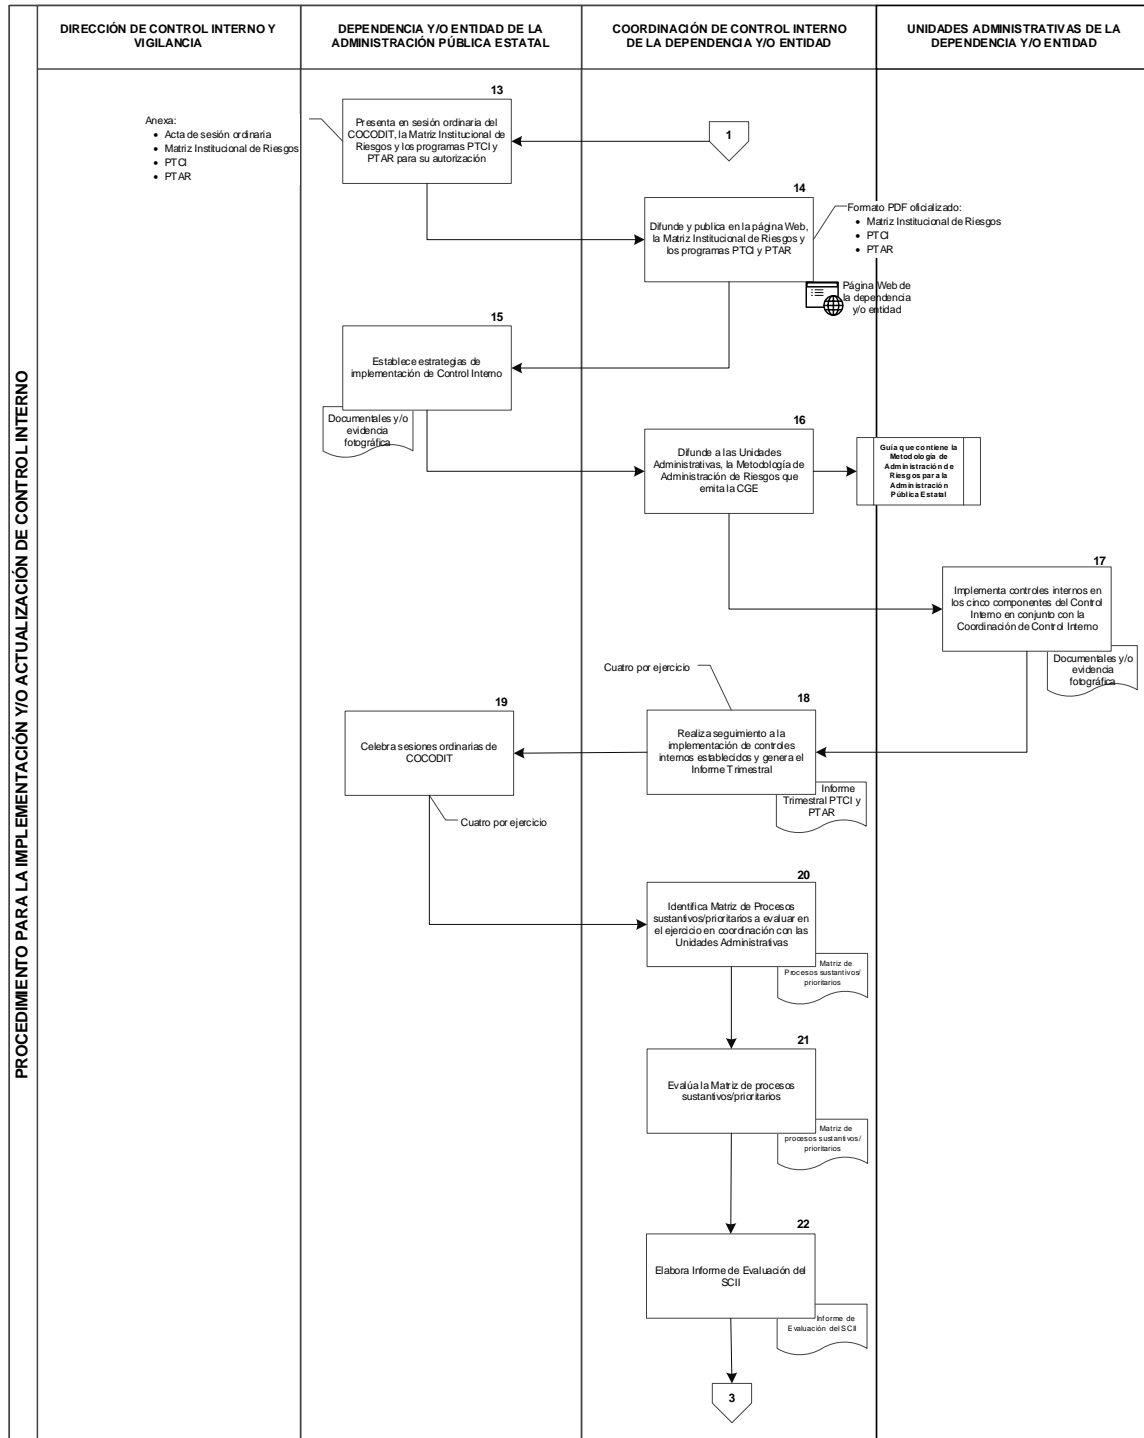 PROCEDIMIENTO PARA LA IMPLEMENTACIÓN Y/O ACTUALIZACIÓN DE CONTROL INTERNO
DIRECCIÓN DE CONTROL INTERNO Y
VIGILANCIA
DEPENDENCIA Y/O ENTIDAD DE LA
ADMINISTRACIÓN PÚBLICA ESTATAL
COORDINACIÓN DE CONTROL INTERNO
DE LA DEPENDENCIA Y/O ENTIDAD
UNIDADES ADMINISTRATIVAS DE LA
DEPENDENCIA Y/O ENTIDAD
13
Anexa:
• Acta de sesión ordinaria
• Matriz Institucional de Riesgos
• PTCI
• PTAR
Presenta en sesión ordinaria del
COCODIT, la Matriz Institucional de
Riesgos y los programas PTCI y
PTAR para su autorización
1
14
Difunde y publica en la página Web,
la Matriz Institucional de Riesgos y
los programas PTCI y PTAR
Formato PDF oficializado:
• Matriz Institucional de Riesgos
• PTCI
• PTAR
Página Web de
la dependencia
y/o entidad
15
Establece estrategias de
implementación de Control Interno
Documentales y/o
evidencia
fotográfica
16
Difunde a las Unidades
Administrativas, la Metodología de
Administración de Riesgos que
emita la CGE
Guía que contiene la
Metodología de
Administración de
Riesgos para la
Administración
Pública Estatal
17
Implementa controles internos en
los cinco componentes del Control
Interno en conjunto con la
Coordinación de Control Interno
Documentales y/o
evidencia
fotográfica
Cuatro por ejercicio
18
Realiza seguimiento a la
implementación de controles
internos establecidos y genera el
Informe Trimestral
Informe
Trimestral PTCI y
PTAR
19
Celebra sesiones ordinarias de
COCODIT
Cuatro por ejercicio
20
Identifica Matriz de Procesos
sustantivos/prioritarios a evaluar en
el ejercicio en coordinación con las
Unidades Administrativas
Matriz de
Procesos sustantivos/
prioritarios
21
Evalúa la Matriz de procesos
sustantivos/prioritarios
Matriz de
procesos sustantivos/
prioritarios
22
Elabora Informe de Evaluación del
SCII
Informe de
Evaluación del SCII
3